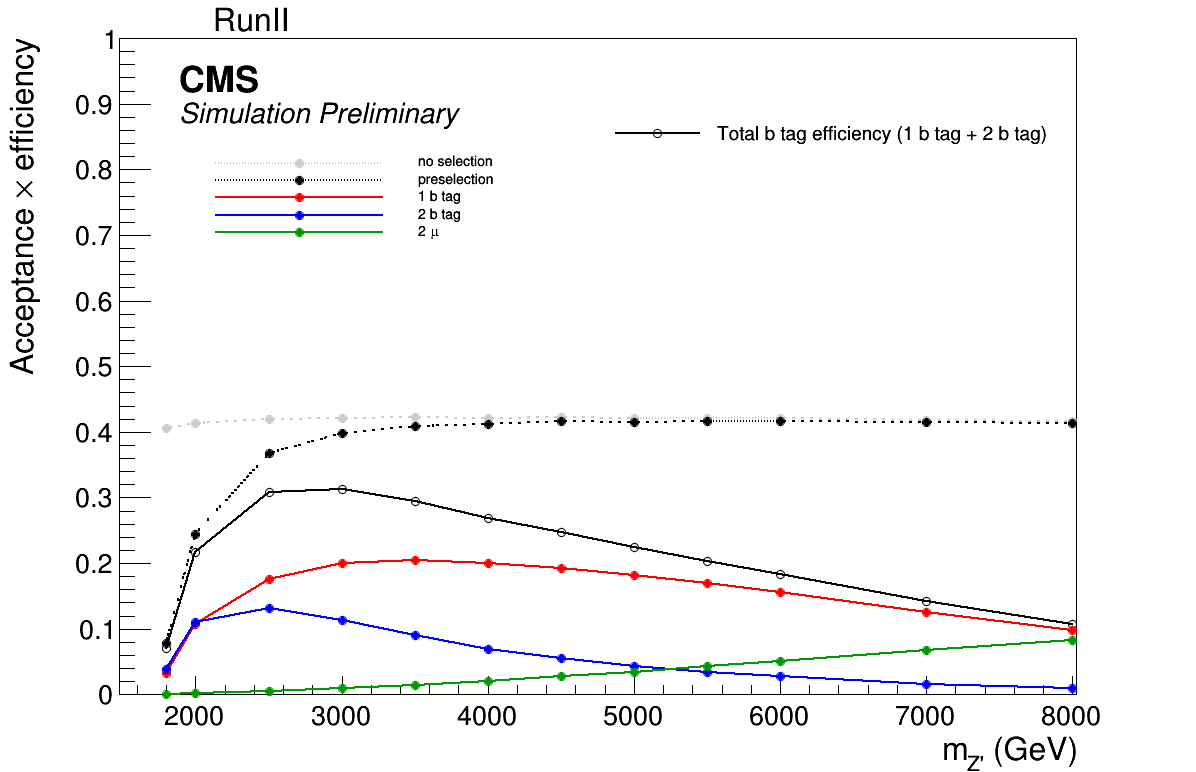 RunII
Acceptance × efficiency
CMS
Simulation Preliminary
Total b tag efficiency (1 b tag + 2 b tag)
no selection
preselection
1 b tag
2 b tag
2 μ
1
0.9
0.8
0.7
0.6
0.5
0.4
0.3
0.2
0.1
0
2000 3000 4000 5000 6000 7000 8000
m_Z' (GeV)